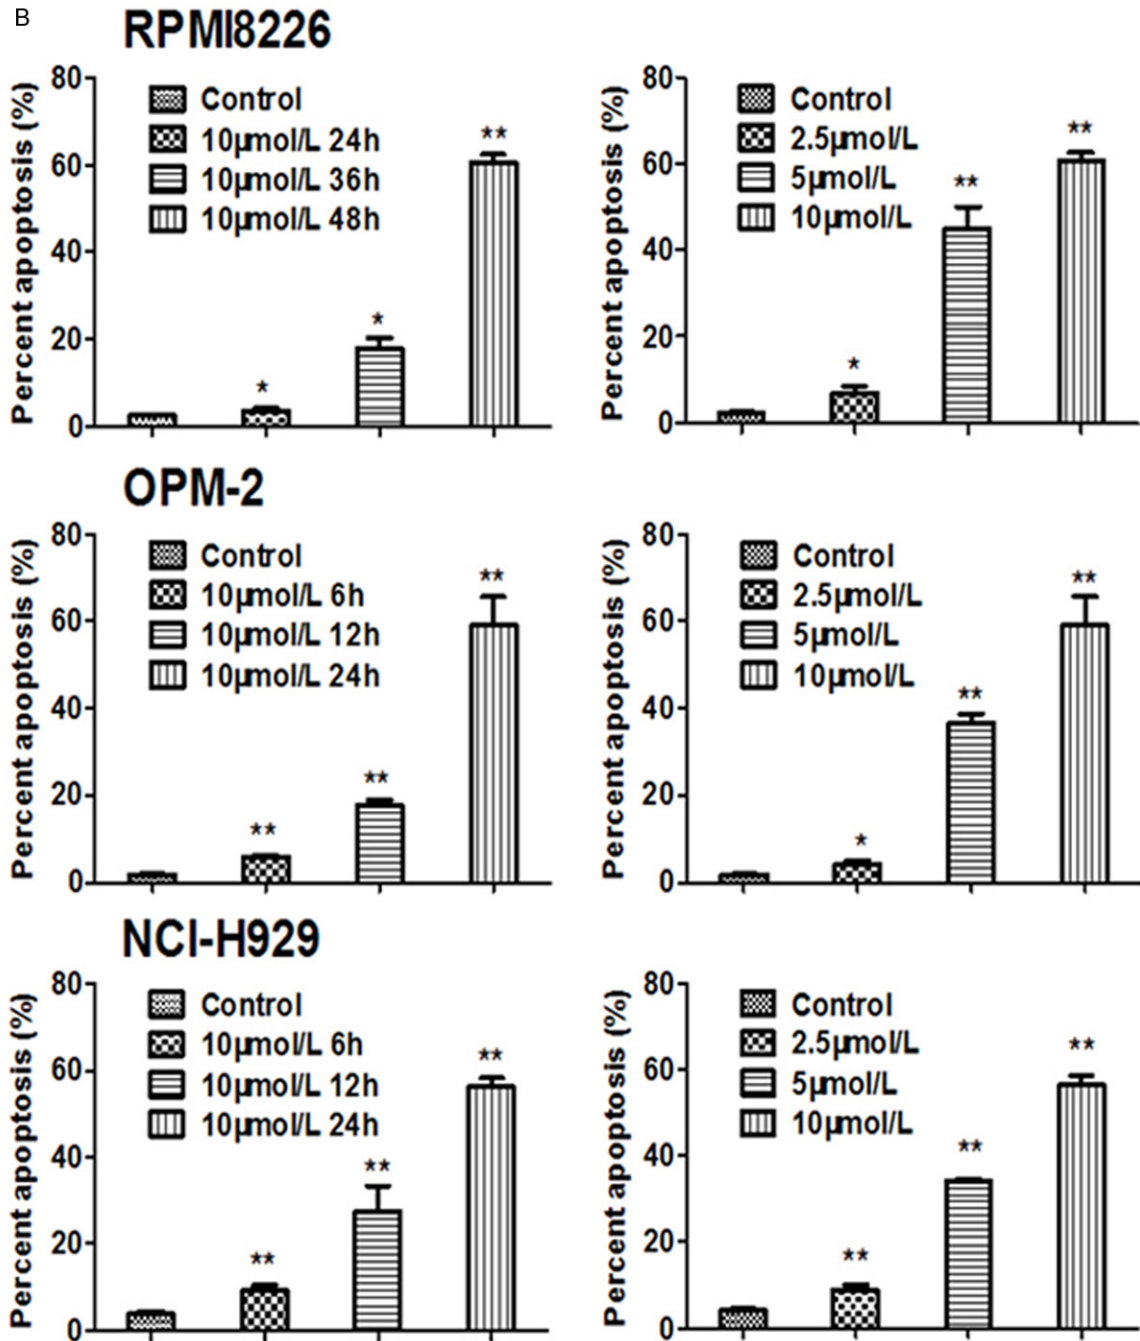 B
RPMI8226
Percent apoptosis (%)
80
60
40
20
0
Control
10µmol/L 24h
10µmol/L 36h
10µmol/L 48h
*
*
**
Percent apoptosis (%)
80
60
40
20
0
Control
2.5µmol/L
5µmol/L
10µmol/L
*
**
**
OPM-2
Percent apoptosis (%)
80
60
40
20
0
Control
10µmol/L 6h
10µmol/L 12h
10µmol/L 24h
**
**
**
Percent apoptosis (%)
80
60
40
20
0
Control
2.5µmol/L
5µmol/L
10µmol/L
*
**
**
NCI-H929
Percent apoptosis (%)
80
60
40
20
0
Control
10µmol/L 6h
10µmol/L 12h
10µmol/L 24h
**
**
**
Percent apoptosis (%)
80
60
40
20
0
Control
2.5µmol/L
5µmol/L
10µmol/L
**
**
**